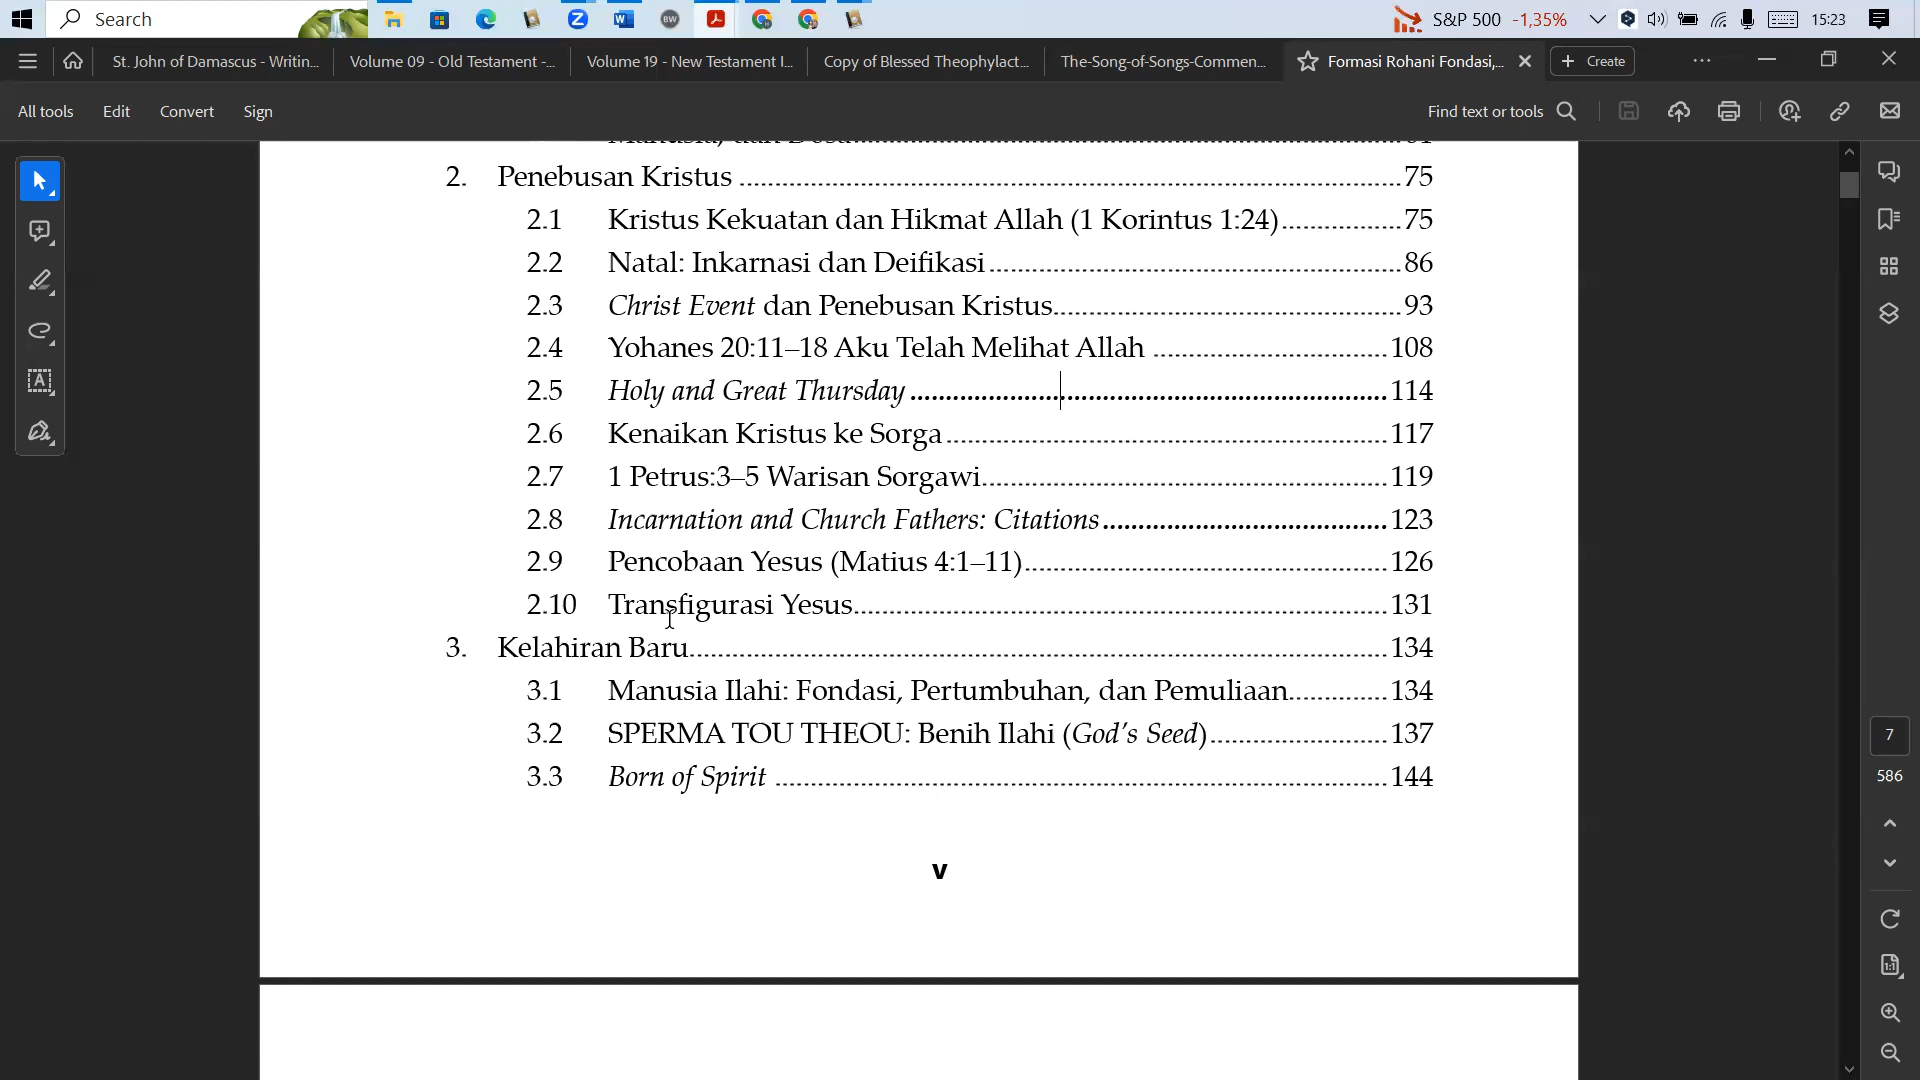 Search
S&P 500 -1,35%
15:23
St. John of Damascus - Writin...
Volume 09 - Old Testament -...
Volume 19 - New Testament I...
Copy of Blessed Theophylact...
The-Song-of-Songs-Commen...
Formasi Rohani Fondasi,...
Create
All tools Edit Convert Sign
Find text or tools
2. Penebusan Kristus ........ 75
2.1 Kristus Kekuatan dan Hikmat Allah (1 Korintus 1:24) ........ 75
2.2 Natal: Inkarnasi dan Deifikasi ........ 86
2.3 Christ Event dan Penebusan Kristus ........ 93
2.4 Yohanes 20:11–18 Aku Telah Melihat Allah ........ 108
2.5 Holy and Great Thursday ........ 114
2.6 Kenaikan Kristus ke Sorga ........ 117
2.7 1 Petrus:3–5 Warisan Sorgawi ........ 119
2.8 Incarnation and Church Fathers: Citations ........ 123
2.9 Pencobaan Yesus (Matius 4:1–11) ........ 126
2.10 Transfigurasi Yesus ........ 131
3. Kelahiran Baru ........ 134
3.1 Manusia Ilahi: Fondasi, Pertumbuhan, dan Pemuliaan ........ 134
3.2 SPERMA TOU THEOU: Benih Ilahi (God's Seed) ........ 137
3.3 Born of Spirit ........ 144
v
7
586